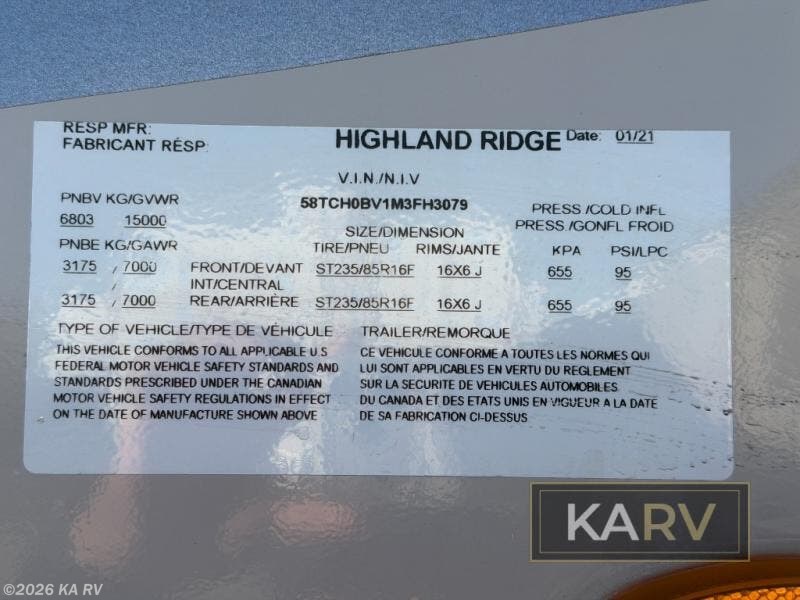 RESP MFR:
FABRICANT RÉSP: HIGHLAND RIDGE Date: 01/21
V.I.N./N.I.V
PNBV KG/GVWR 58TCH0BV1M3FH3079 PRESS /COLD INFL
6803 15000 SIZE/DIMENSION PRESS /GONFL FROID
PNBE KG/GAWR TIRE/PNEU RIMS/JANTE KPA PSI/LPC
3175 / 7000 FRONT/DEVANT ST235/85R16F 16X6 J 655 95
INT/CENTRAL
3175 / 7000 REAR/ARRIÈRE ST235/85R16F 16X6 J 655 95
TYPE OF VEHICLE/TYPE DE VÉHICULE TRAILER/REMORQUE
THIS VEHICLE CONFORMS TO ALL APPLICABLE U.S
FEDERAL MOTOR VEHICLE SAFETY STANDARDS AND
STANDARDS PRESCRIBED UNDER THE CANADIAN
MOTOR VEHICLE SAFETY REGULATIONS IN EFFECT
ON THE DATE OF MANUFACTURE SHOWN ABOVE
CE VEHICULE CONFORME A TOUTES LES NORMES QUI
LUI SONT APPLICABLES EN VERTU DU REGLEMENT
SUR LA SECURITE DE VEHICULES AUTOMOBILES
DU CANADA ET DES ETATS UNIS EN VIGUEUR A LA DATE
DE SA FABRICATION CI-DESSUS
KARV
©2026 KA RV